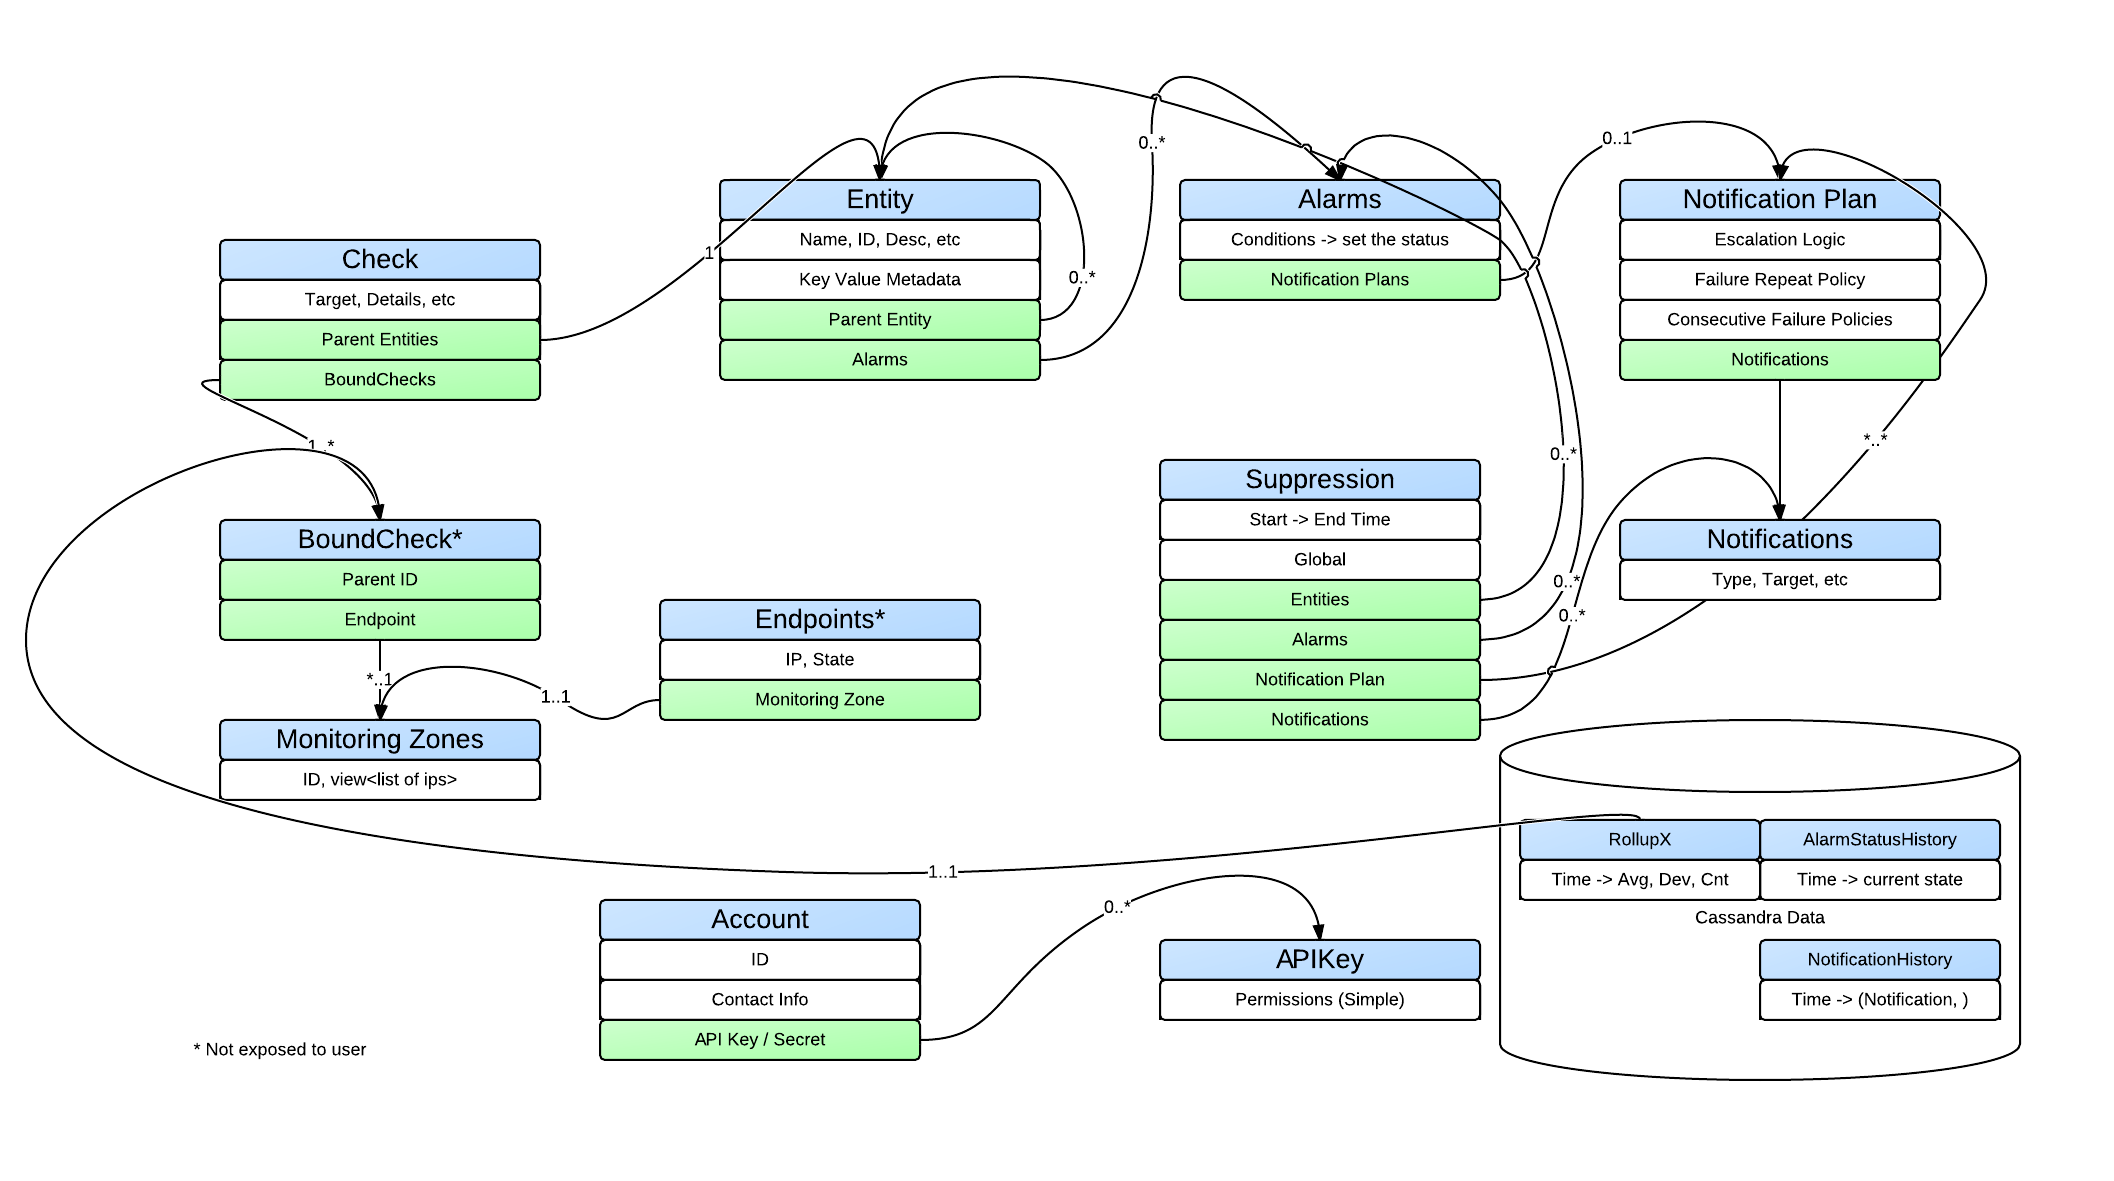 Check
Target, Details, etc
Parent Entities
BoundChecks
1
Entity
Name, ID, Desc, etc
Key Value Metadata
Parent Entity
Alarms
0..*
0..*
Alarms
Conditions -> set the status
Notification Plans
0..1
Notification Plan
Escalation Logic
Failure Repeat Policy
Consecutive Failure Policies
Notifications
1..*
BoundCheck*
Parent ID
Endpoint
*..1
Monitoring Zones
ID, view<list of ips>
1..1
Endpoints*
IP, State
Monitoring Zone
Suppression
Start -> End Time
Global
Entities
Alarms
Notification Plan
Notifications
0..*
0..*
0..*
*..*
Notifications
Type, Target, etc
1..1
Account
ID
Contact Info
API Key / Secret
0..*
APIKey
Permissions (Simple)
RollupX
Time -> Avg, Dev, Cnt
AlarmStatusHistory
Time -> current state
Cassandra Data
NotificationHistory
Time -> (Notification, )
* Not exposed to user